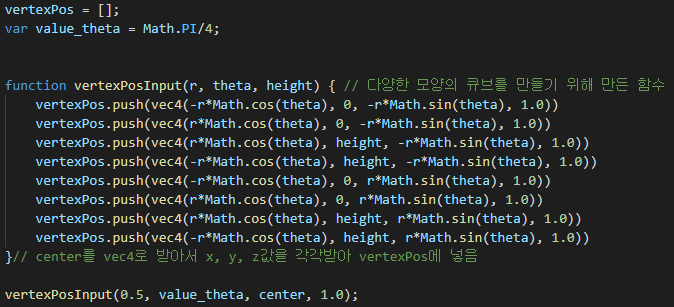 vertexPos = [];
var value_theta = Math.PI/4;
function vertexPosInput(r, theta, height) { // 다양한 모양의 큐브를 만들기 위해 만든 함수
vertexPos.push(vec4(-r*Math.cos(theta), 0, -r*Math.sin(theta), 1.0))
vertexPos.push(vec4(r*Math.cos(theta), 0, -r*Math.sin(theta), 1.0))
vertexPos.push(vec4(r*Math.cos(theta), height, -r*Math.sin(theta), 1.0))
vertexPos.push(vec4(-r*Math.cos(theta), height, -r*Math.sin(theta), 1.0))
vertexPos.push(vec4(-r*Math.cos(theta), 0, r*Math.sin(theta), 1.0))
vertexPos.push(vec4(r*Math.cos(theta), 0, r*Math.sin(theta), 1.0))
vertexPos.push(vec4(r*Math.cos(theta), height, r*Math.sin(theta), 1.0))
vertexPos.push(vec4(-r*Math.cos(theta), height, r*Math.sin(theta), 1.0))
}// center를 vec4로 받아서 x, y, z값을 각각받아 vertexPos에 넣음
vertexPosInput(0.5, value_theta, center, 1.0);